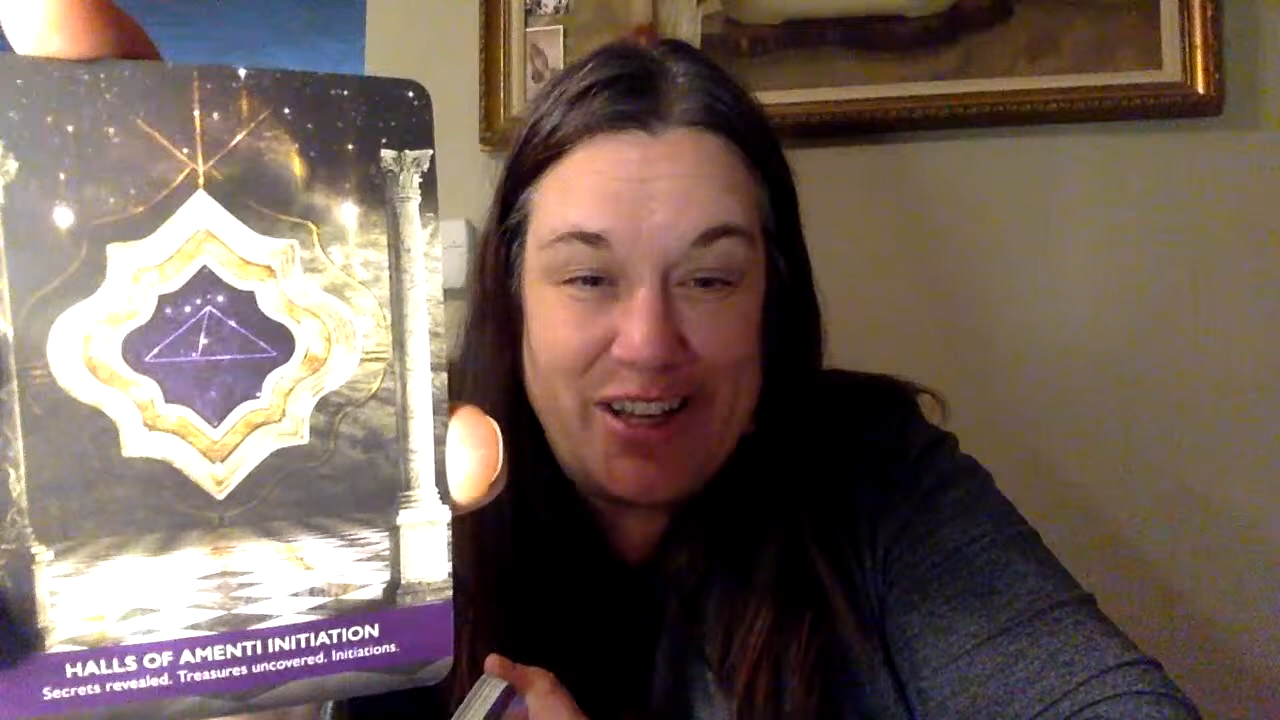 HALLS OF AMENTI INITIATION
Secrets revealed. Treasures uncovered. Initiations.